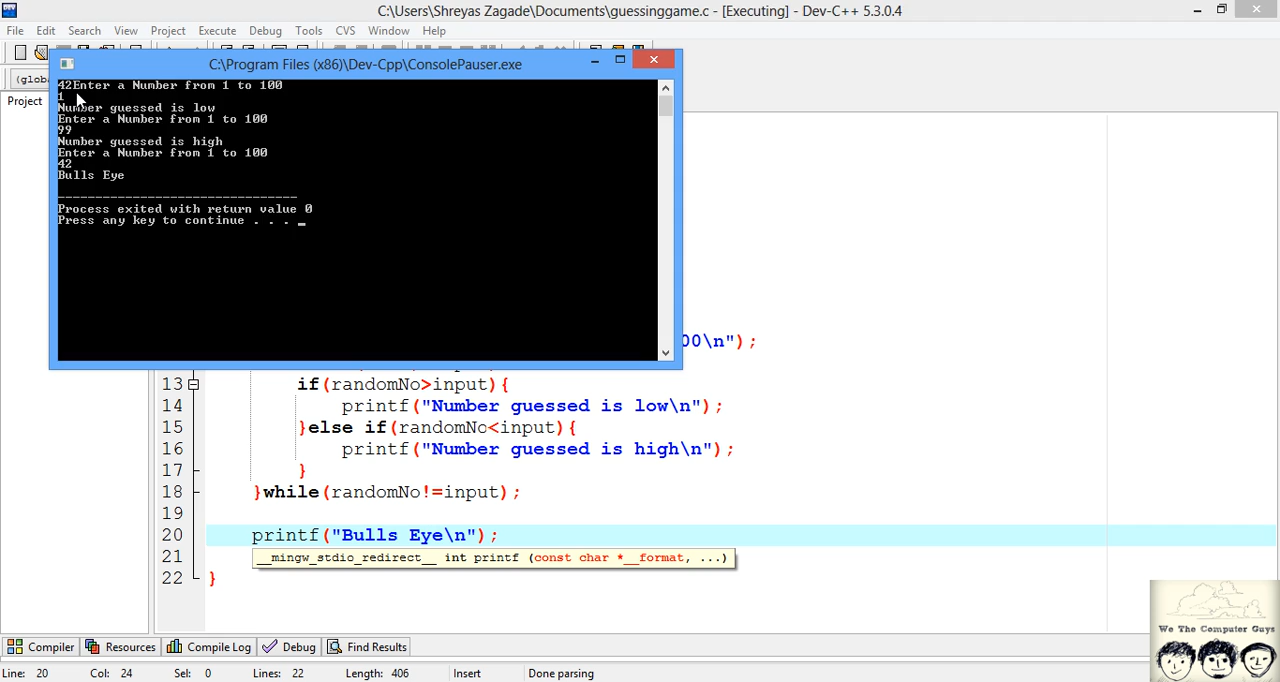 C:\Users\Shreyas Zagade\Documents\guessinggame.c - [Executing] - Dev-C++ 5.3.0.4
File Edit Search View Project Execute Debug Tools CVS Window Help
C:\Program Files (x86)\Dev-Cpp\ConsolePauser.exe
(globa
Project
42Enter a Number from 1 to 100
1
Number guessed is low
Enter a Number from 1 to 100
99
Number guessed is high
Enter a Number from 1 to 100
42
Bulls Eye
--------------------------------
Process exited with return value 0
Press any key to continue . . . _
00\n");
13 if(randomNo>input){
14 printf("Number guessed is low\n");
15 }else if(randomNo<input){
16 printf("Number guessed is high\n");
17 }
18 }while(randomNo!=input);
19
20 printf("Bulls Eye\n");
21 __mingw_stdio_redirect__ int printf (const char *__format, ...)
22 }
We The Computer Guys
Compiler Resources Compile Log Debug Find Results
Line: 20 Col: 24 Sel: 0 Lines: 22 Length: 406 Insert Done parsing